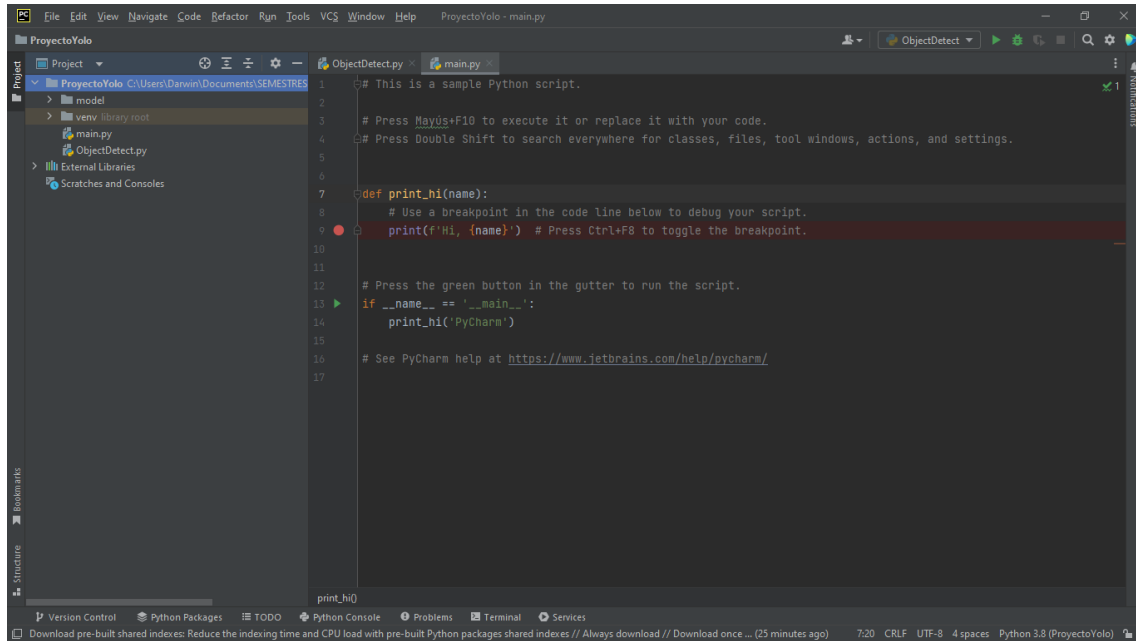 PC File Edit View Navigate Code Refactor Run Tools VCS Window Help ProyectoYolo - main.py
ProyectoYolo ObjectDetect
Project Project ObjectDetect.py main.py
ProyectoYolo C:\Users\Darwin\Documents\SEMESTRES
model
venv library root
main.py
ObjectDetect.py
External Libraries
Scratches and Consoles
1 # This is a sample Python script.
2
3 # Press Mayús+F10 to execute it or replace it with your code.
4 # Press Double Shift to search everywhere for classes, files, tool windows, actions, and settings.
5
6
7 def print_hi(name):
8 # Use a breakpoint in the code line below to debug your script.
9 print(f'Hi, {name}') # Press Ctrl+F8 to toggle the breakpoint.
10
11
12 # Press the green button in the gutter to run the script.
13 if __name__ == '__main__':
14 print_hi('PyCharm')
15
16 # See PyCharm help at https://www.jetbrains.com/help/pycharm/
17
1
Notifications
Bookmarks
Structure
print_hi()
Version Control Python Packages TODO Python Console Problems Terminal Services
Download pre-built shared indexes: Reduce the indexing time and CPU load with pre-built Python packages shared indexes // Always download // Download once ... (25 minutes ago) 7:20 CRLF UTF-8 4 spaces Python 3.8 (ProyectoYolo)